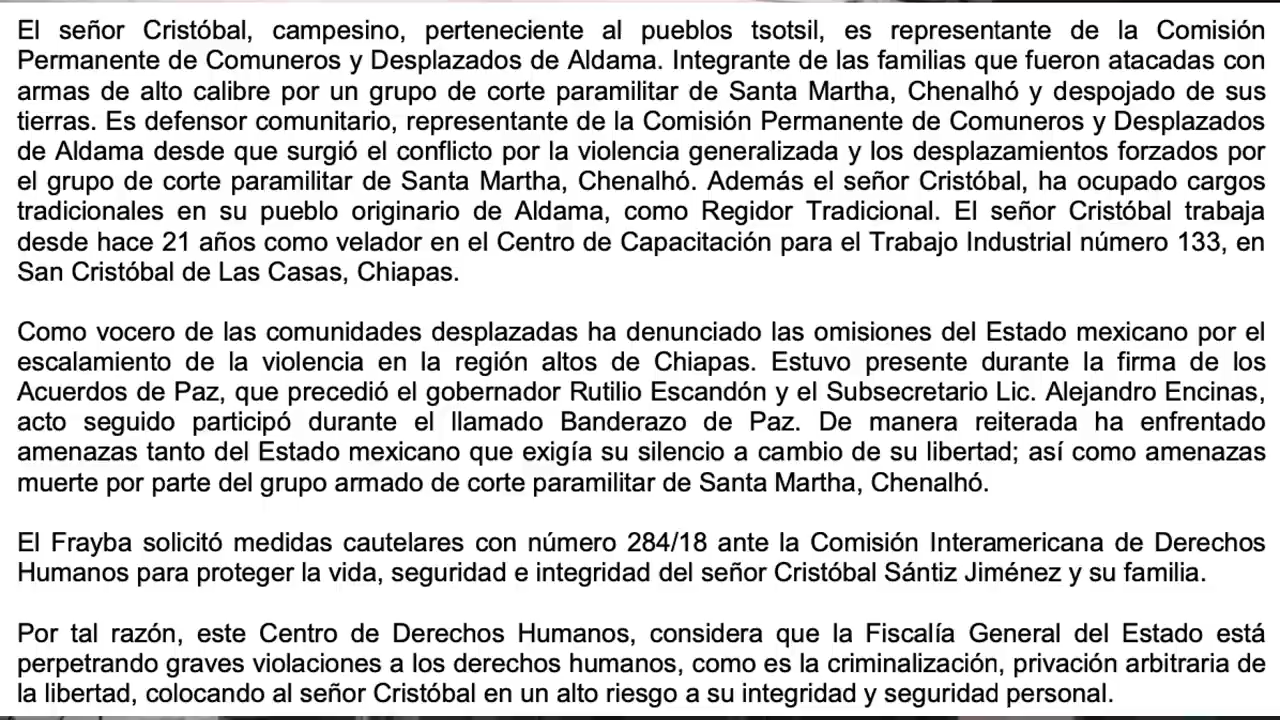 El señor Cristóbal, campesino, perteneciente al pueblos tsotsil, es representante de la Comisión
Permanente de Comuneros y Desplazados de Aldama. Integrante de las familias que fueron atacadas con
armas de alto calibre por un grupo de corte paramilitar de Santa Martha, Chenalhó y despojado de sus
tierras. Es defensor comunitario, representante de la Comisión Permanente de Comuneros y Desplazados
de Aldama desde que surgió el conflicto por la violencia generalizada y los desplazamientos forzados por
el grupo de corte paramilitar de Santa Martha, Chenalhó. Además el señor Cristóbal, ha ocupado cargos
tradicionales en su pueblo originario de Aldama, como Regidor Tradicional. El señor Cristóbal trabaja
desde hace 21 años como velador en el Centro de Capacitación para el Trabajo Industrial número 133, en
San Cristóbal de Las Casas, Chiapas.
Como vocero de las comunidades desplazadas ha denunciado las omisiones del Estado mexicano por el
escalamiento de la violencia en la región altos de Chiapas. Estuvo presente durante la firma de los
Acuerdos de Paz, que precedió el gobernador Rutilio Escandón y el Subsecretario Lic. Alejandro Encinas,
acto seguido participó durante el llamado Banderazo de Paz. De manera reiterada ha enfrentado
amenazas tanto del Estado mexicano que exigía su silencio a cambio de su libertad; así como amenazas
muerte por parte del grupo armado de corte paramilitar de Santa Martha, Chenalhó.
El Frayba solicitó medidas cautelares con número 284/18 ante la Comisión Interamericana de Derechos
Humanos para proteger la vida, seguridad e integridad del señor Cristóbal Sántiz Jiménez y su familia.
Por tal razón, este Centro de Derechos Humanos, considera que la Fiscalía General del Estado está
perpetrando graves violaciones a los derechos humanos, como es la criminalización, privación arbitraria de
la libertad, colocando al señor Cristóbal en un alto riesgo a su integridad y seguridad personal.